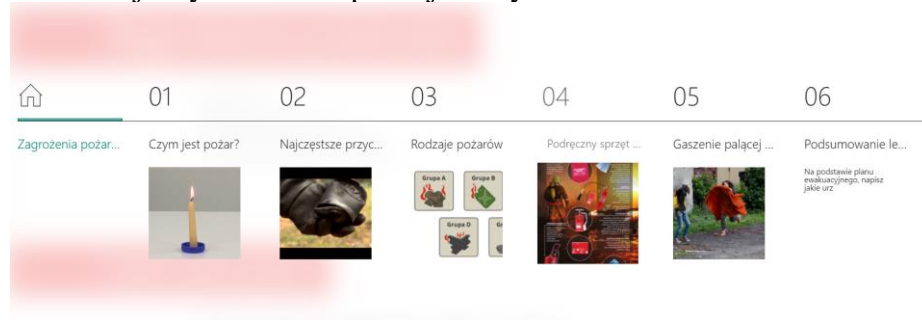 01
02
03
04
05
06
Zagrożenia pożar...
Czym jest pożar?
Najczęstsze przyc...
Rodzaje pożarów
Podręczny sprzęt ...
Gaszenie palącej ...
Podsumowanie le...
Grupa A
Grupa B
Grupa D
Na podstawie planu
ewakuacyjnego, napisz
jakie urz